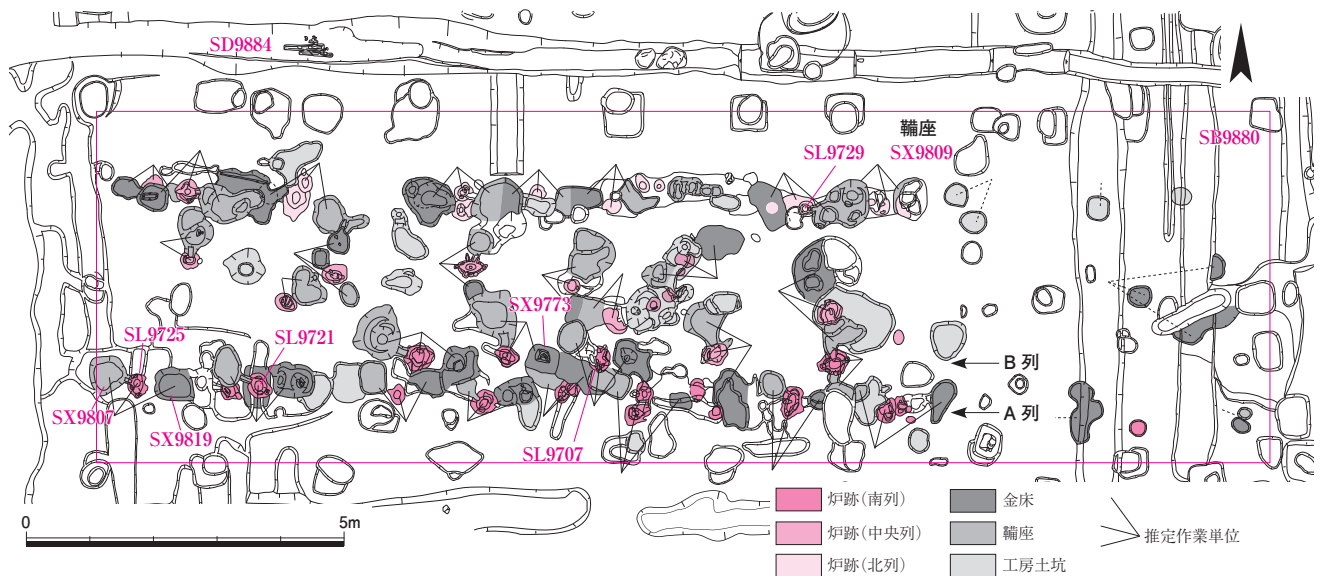 SD9884
鞴座
SB9880
SL9729
SX9809
SX9773
SL9725
SL9721
B 列
A 列
SX9807
SX9819
SL9707
0
5m
炉跡(南列)
金床
炉跡(中央列)
鞴座
推定作業単位
炉跡(北列)
工房土坑